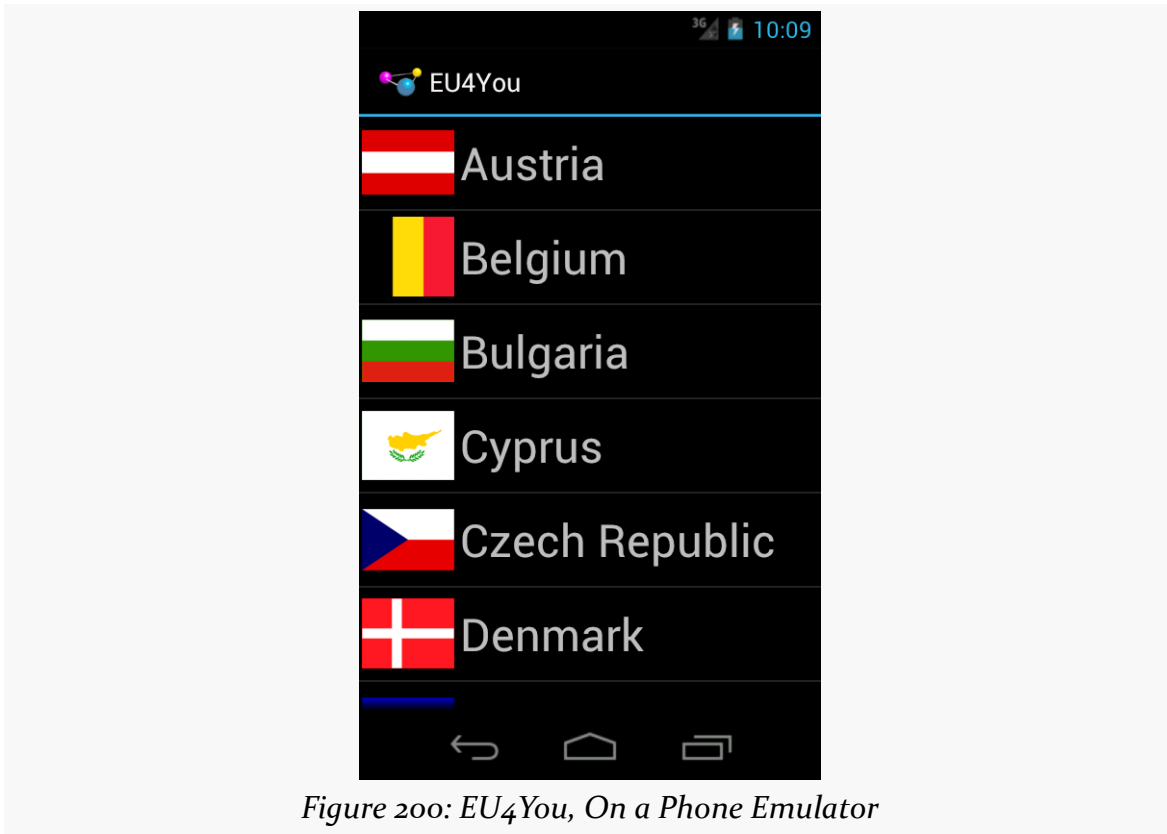 3G 10:09
EU4You
Austria
Belgium
Bulgaria
Cyprus
Czech Republic
Denmark
Figure 200: EU4You, On a Phone Emulator